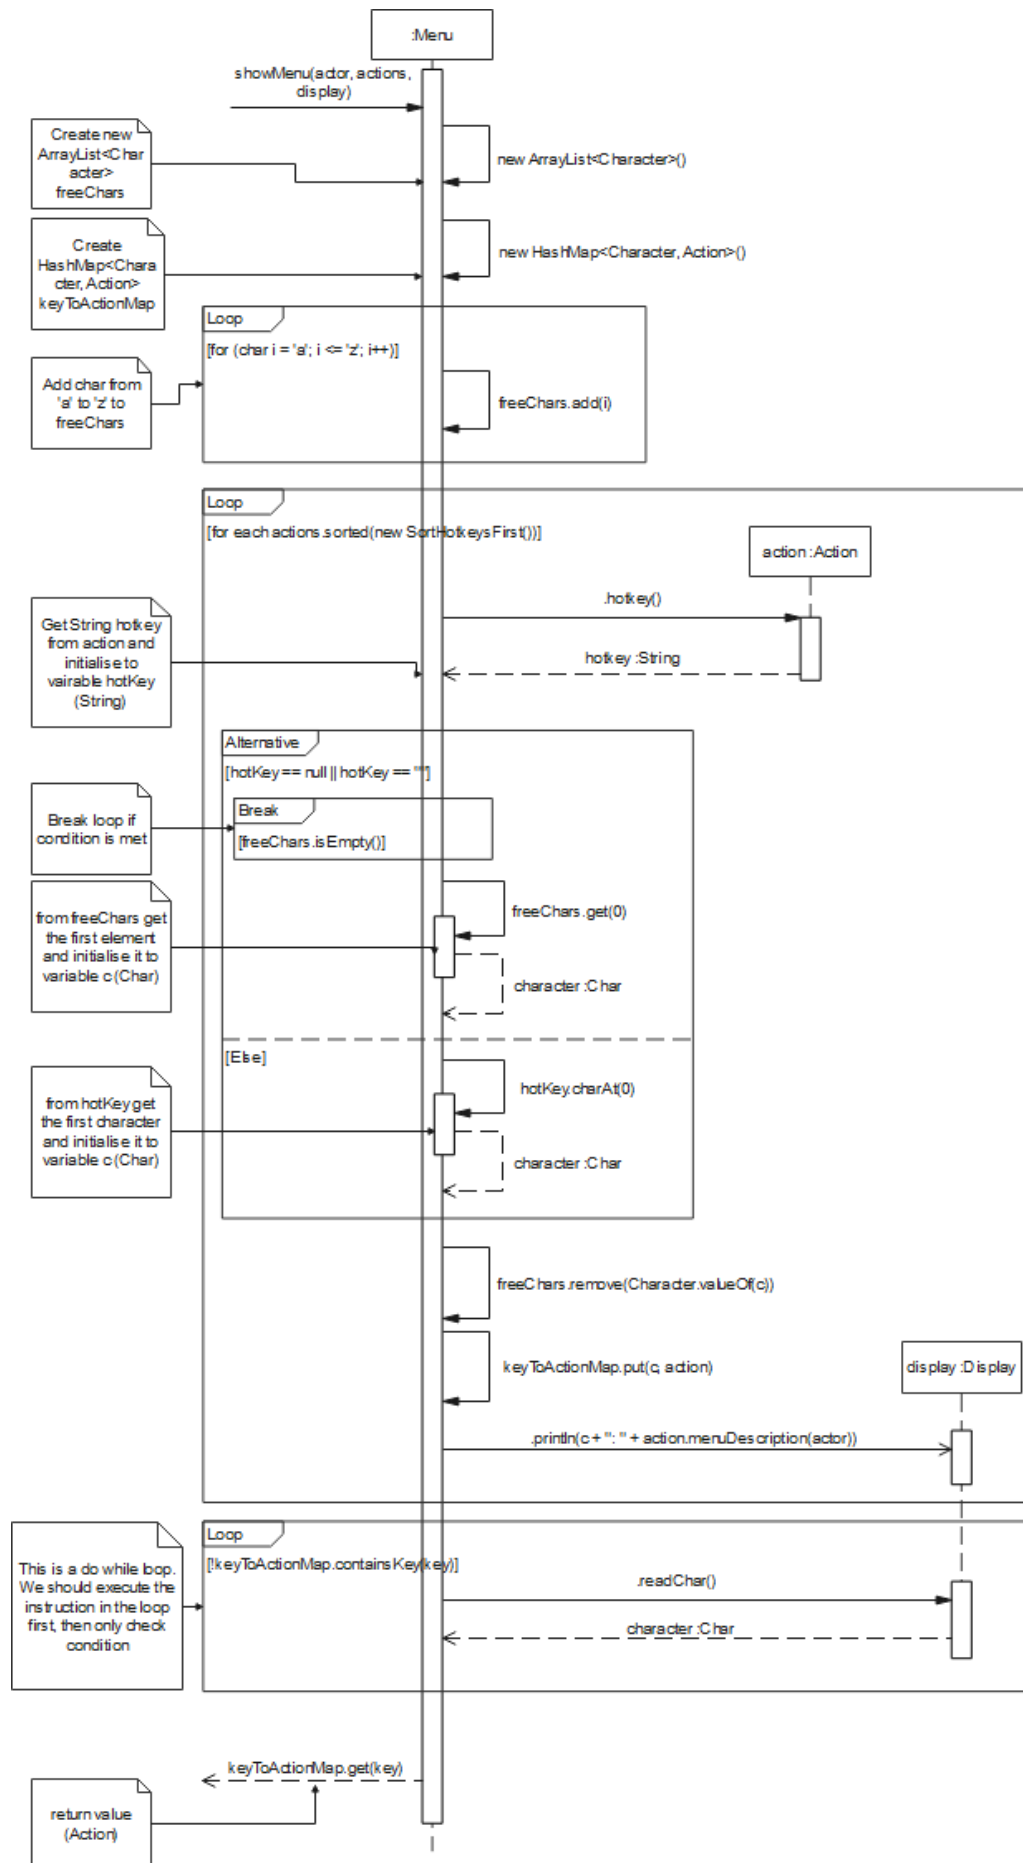 :Menu
showMenu(actor, actions,
display)
Create new
ArrayList<Char
acter>
freeChars
new ArrayList<Character>()
Create
HashMap<Chara
cter, Action>
keyToActionMap
new HashMap<Character, Action>()
Loop
[for (char i = 'a'; i <= 'z'; i++)]
Add char from
'a' to 'z' to
freeChars
freeChars.add(i)
Loop
[for each actions.sorted(new SortHotkeysFirst())]
action :Action
.hotkey()
Get String hotkey
from action and
initialise to
vairable hotKey
(String)
hotkey :String
Alternative
[hotKey == null || hotKey == ""]
Break
[freeChars.isEmpty()]
Break loop if
condition is met
from freeChars get
the first element
and initialise it to
variable c (Char)
freeChars.get(0)
character :Char
[Else]
from hotKey get
the first character
and initialise it to
variable c (Char)
hotKey.charAt(0)
character :Char
freeChars.remove(Character.valueOf(c))
keyToActionMap.put(c, action)
display :Display
.println(c + ": " + action.menuDescription(actor))
Loop
[!keyToActionMap.containsKey(key)]
This is a do while loop.
We should execute the
instruction in the loop
first, then only check
condition
.readChar()
character :Char
keyToActionMap.get(key)
return value
(Action)